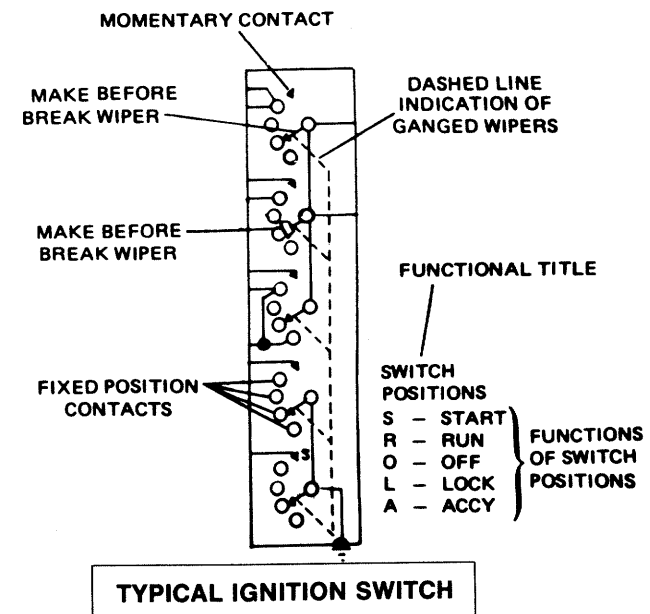 MOMENTARY CONTACT
MAKE BEFORE
BREAK WIPER
DASHED LINE
INDICATION OF
GANGED WIPERS
MAKE BEFORE
BREAK WIPER
FUNCTIONAL TITLE
FIXED POSITION
CONTACTS
SWITCH
POSITIONS
S – START
R – RUN
O – OFF
L – LOCK
A – ACCY
FUNCTIONS
OF SWITCH
POSITIONS
S
TYPICAL IGNITION SWITCH